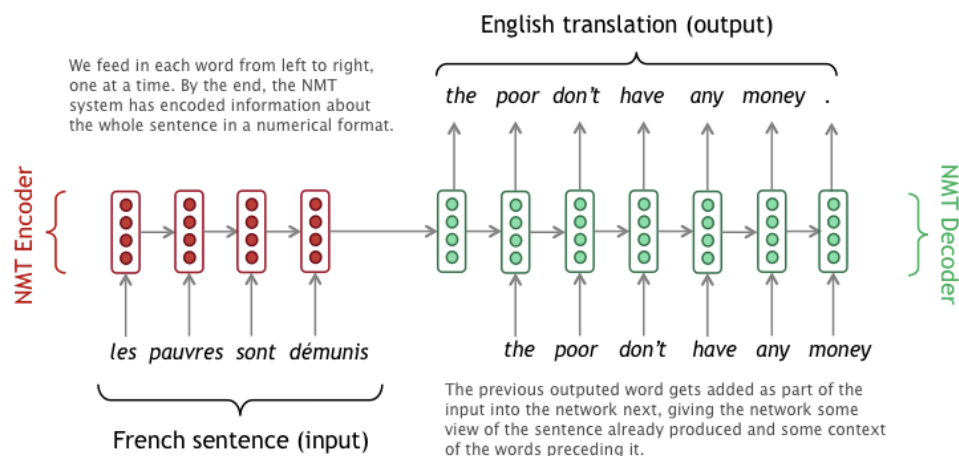 English translation (output)
We feed in each word from left to right,
one at a time. By the end, the NMT
system has encoded information about
the whole sentence in a numerical format.
the poor don't have any money .
NMT Encoder
NMT Decoder
les pauvres sont démunis
the poor don't have any money
French sentence (input)
The previous outputed word gets added as part of the
input into the network next, giving the network some
view of the sentence already produced and some context
of the words preceding it.